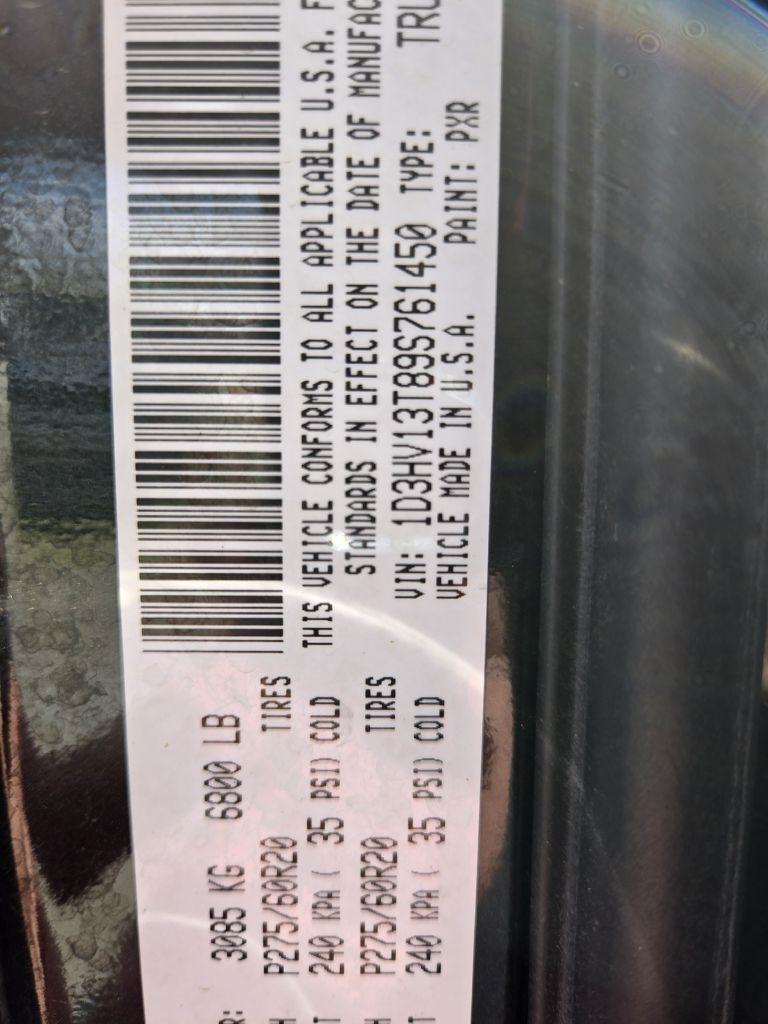 R: 3085 KG 6800 LB
H P275/60R20 TIRES
T 240 KPA ( 35 PSI) COLD
H P275/60R20 TIRES
T 240 KPA ( 35 PSI) COLD
THIS VEHICLE CONFORMS TO ALL APPLICABLE U.S.A. F
STANDARDS IN EFFECT ON THE DATE OF MANUFAC
VIN: 1D3HV13T89S761450 TYPE: TRU
VEHICLE MADE IN U.S.A. PAINT: PXR